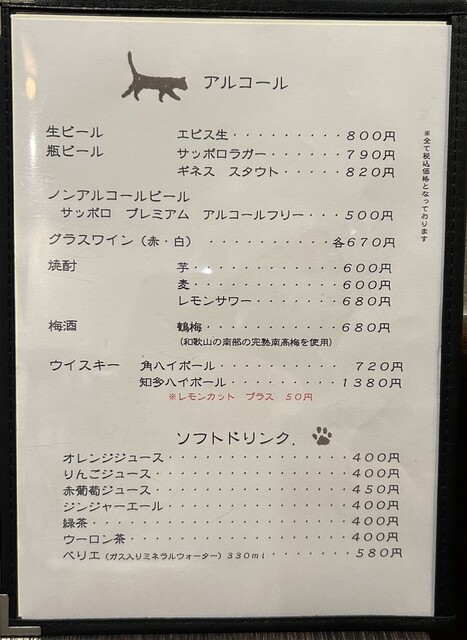 アルコール
生ビール エビス生・・・・・・・・・８００円
瓶ビール サッポロラガー・・・・・・・７９０円
ギネス スタウト・・・・・・８２０円
ノンアルコールビール
サッポロ プレミアム アルコールフリー・・・５００円
グラスワイン（赤・白） ・・・・・・・・・各６７０円
焼酎 芋・・・・・・・・・・・・６００円
麦・・・・・・・・・・・・６００円
レモンサワー・・・・・・・・６８０円
梅酒 鶴梅・・・・・・・・・・・６８０円
（和歌山の南部の完熟南高梅を使用）
ウイスキー 角ハイボール・・・・・・・・・・７２０円
知多ハイボール・・・・・・・・１３８０円
※レモンカット プラス ５０円
※全て税込価格となっております
ソフトドリンク
オレンジジュース・・・・・・・・・・・・・・４００円
りんごジュース・・・・・・・・・・・・・・・４００円
赤葡萄ジュース・・・・・・・・・・・・・・・４５０円
ジンジャーエール・・・・・・・・・・・・・・４００円
緑茶・・・・・・・・・・・・・・・・・・・・４００円
ウーロン茶・・・・・・・・・・・・・・・・・４００円
ペリエ（ガス入りミネラルウォーター）３３０ｍｌ・・・・・・・・５８０円